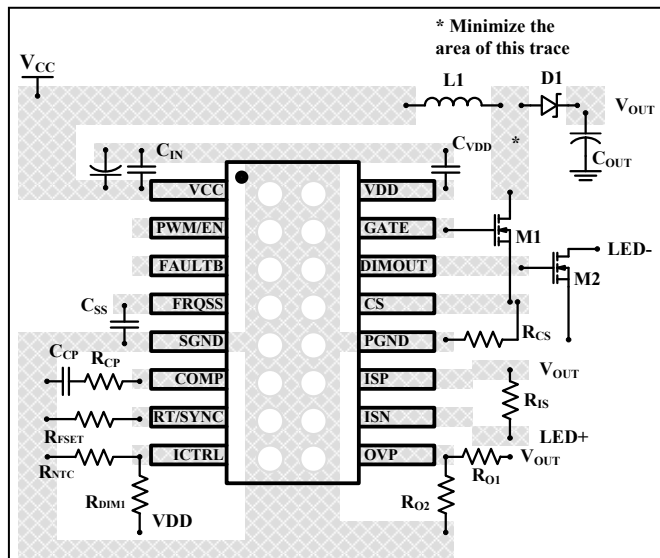 * Minimize the
area of this trace
VCC
L1
D1
VOUT
COUT
*
CIN
CVDD
VCC
VDD
PWM/EN
GATE
M1
FAULTB
DIMOUT
LED-
M2
FRQSS
CS
CSS
SGND
PGND
RCS
CCP
RCP
COMP
ISP
VOUT
RIS
RT/SYNC
ISN
RFSET
LED+
RNTC
ICTRL
OVP
VOUT
RO1
RDIM1
RO2
VDD